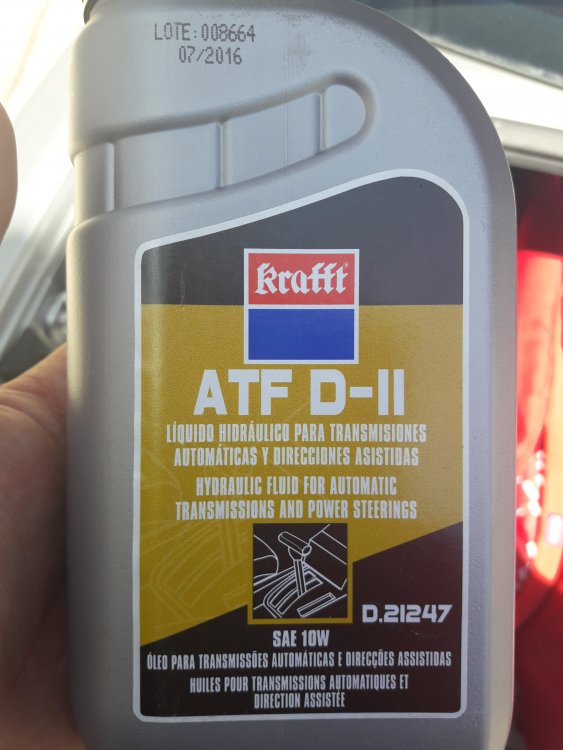 LOTE:008664
07/2016
krafft
ATF D-II
LÍQUIDO HIDRÁULICO PARA TRANSMISIONES
AUTOMÁTICAS Y DIRECCIONES ASISTIDAS
HYDRAULIC FLUID FOR AUTOMATIC
TRANSMISSIONS AND POWER STEERINGS
D.21247
SAE 10W
ÓLEO PARA TRANSMISSÕES AUTOMÁTICAS E DIRECÇÕES ASSISTIDAS
HUILES POUR TRANSMISSIONS AUTOMATIQUES ET
DIRECTION ASSISTÉE